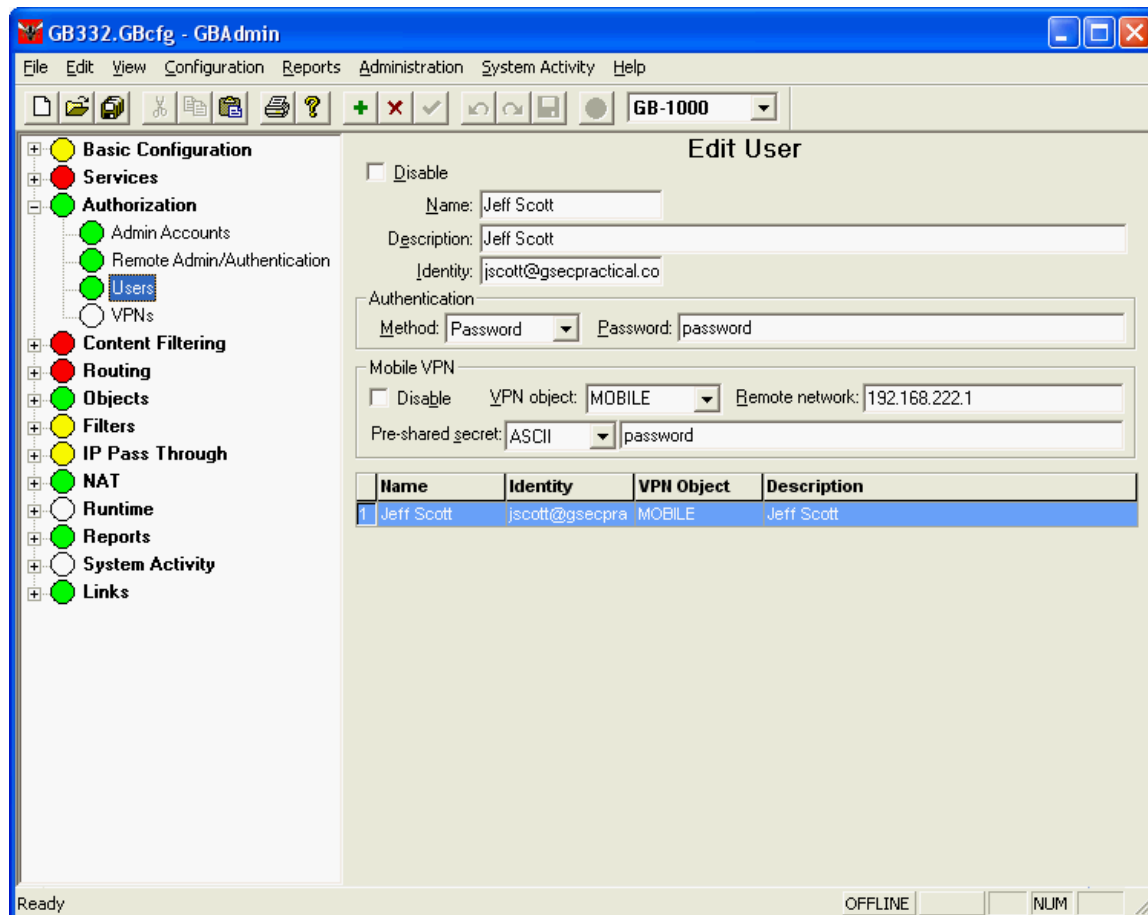 GB332.GBcfg - GBAdmin
File Edit View Configuration Reports Administration System Activity Help
GB-1000
Basic Configuration
Services
Authorization
Admin Accounts
Remote Admin/Authentication
Users
VPNs
Content Filtering
Routing
Objects
Filters
IP Pass Through
NAT
Runtime
Reports
System Activity
Links
Edit User
Disable
Name: Jeff Scott
Description: Jeff Scott
Identity: jscott@gsecpractical.co
Authentication
Method: Password Password: password
Mobile VPN
Disable VPN object: MOBILE Remote network: 192.168.222.1
Pre-shared secret: ASCII password
Name Identity VPN Object Description
1 Jeff Scott jscott@gsecpra MOBILE Jeff Scott
Ready OFFLINE NUM